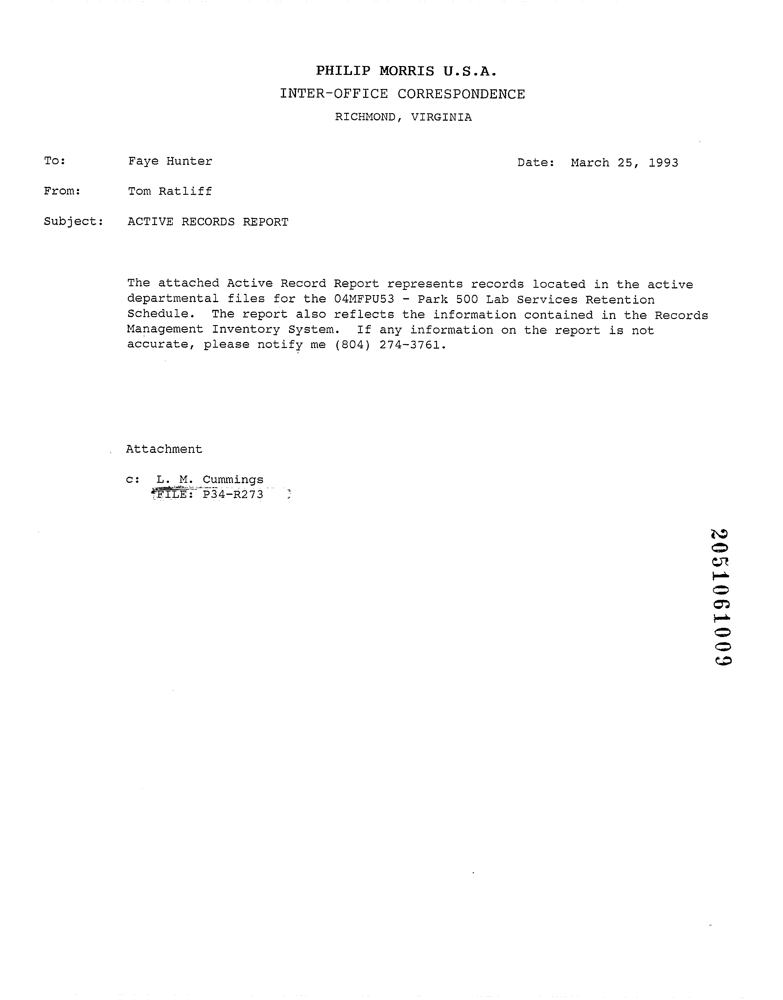 PHILIP MORRIS U.S.A.
INTER-OFFICE CORRESPONDENCE
RICHMOND, VIRGINIA
To: Faye Hunter Date: March 25, 1993
From: Tom Ratliff
Subject: ACTIVE RECORDS REPORT
The attached Active Record Report represents records located in the active
departmental files for the 04MFPU53 - Park 500 Lab Services Retention
Schedule. The report also reflects the information contained in the Records
Management Inventory System. If any information on the report is not
accurate, please notify me (804) 274-3761.
Attachment
c: L. M. Cummings
FILE: P34-R273
2051061009